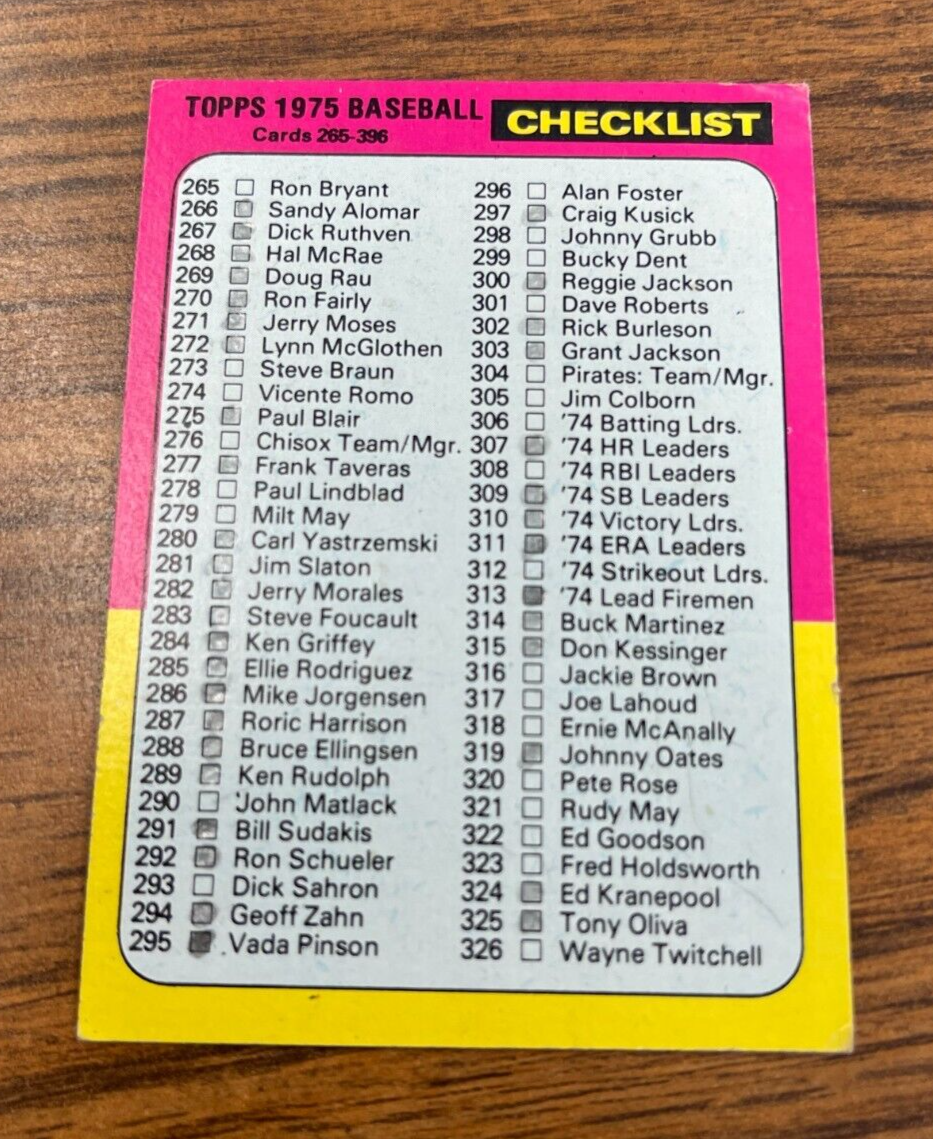 TOPPS 1975 BASEBALL CHECKLIST
Cards 265-396
265 Ron Bryant
266 Sandy Alomar
267 Dick Ruthven
268 Hal McRae
269 Doug Rau
270 Ron Fairly
271 Jerry Moses
272 Lynn McGlothen
273 Steve Braun
274 Vicente Romo
275 Paul Blair
276 Chisox Team/Mgr.
277 Frank Taveras
278 Paul Lindblad
279 Milt May
280 Carl Yastrzemski
281 Jim Slaton
282 Jerry Morales
283 Steve Foucault
284 Ken Griffey
285 Ellie Rodriguez
286 Mike Jorgensen
287 Roric Harrison
288 Bruce Ellingsen
289 Ken Rudolph
290 John Matlack
291 Bill Sudakis
292 Ron Schueler
293 Dick Sahron
294 Geoff Zahn
295 Vada Pinson
296 Alan Foster
297 Craig Kusick
298 Johnny Grubb
299 Bucky Dent
300 Reggie Jackson
301 Dave Roberts
302 Rick Burleson
303 Grant Jackson
304 Pirates: Team/Mgr.
305 Jim Colborn
306 '74 Batting Ldrs.
307 '74 HR Leaders
308 '74 RBI Leaders
309 '74 SB Leaders
310 '74 Victory Ldrs.
311 '74 ERA Leaders
312 '74 Strikeout Ldrs.
313 '74 Lead Firemen
314 Buck Martinez
315 Don Kessinger
316 Jackie Brown
317 Joe Lahoud
318 Ernie McAnally
319 Johnny Oates
320 Pete Rose
321 Rudy May
322 Ed Goodson
323 Fred Holdsworth
324 Ed Kranepool
325 Tony Oliva
326 Wayne Twitchell